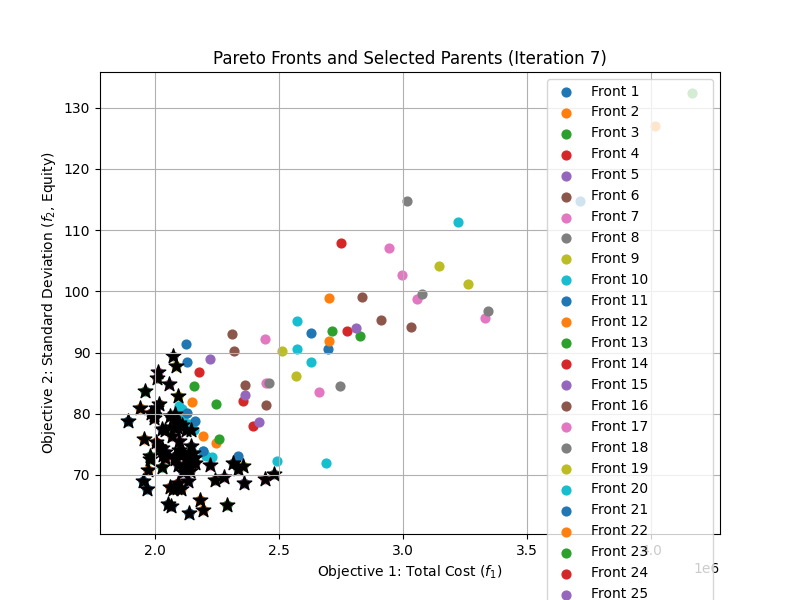 Pareto Fronts and Selected Parents (Iteration 7)
Objective 2: Standard Deviation (f₂, Equity)
130
120
110
100
90
80
70
2.0
2.5
3.0
3.5
4.0
1e6
Objective 1: Total Cost (f₁)
Front 1
Front 2
Front 3
Front 4
Front 5
Front 6
Front 7
Front 8
Front 9
Front 10
Front 11
Front 12
Front 13
Front 14
Front 15
Front 16
Front 17
Front 18
Front 19
Front 20
Front 21
Front 22
Front 23
Front 24
Front 25